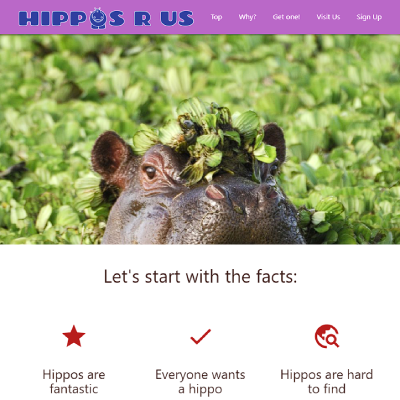 HIPPOS R US
Top Why? Get one! Visit Us Sign Up
Let's start with the facts:
Hippos are fantastic
Everyone wants a hippo
Hippos are hard to find